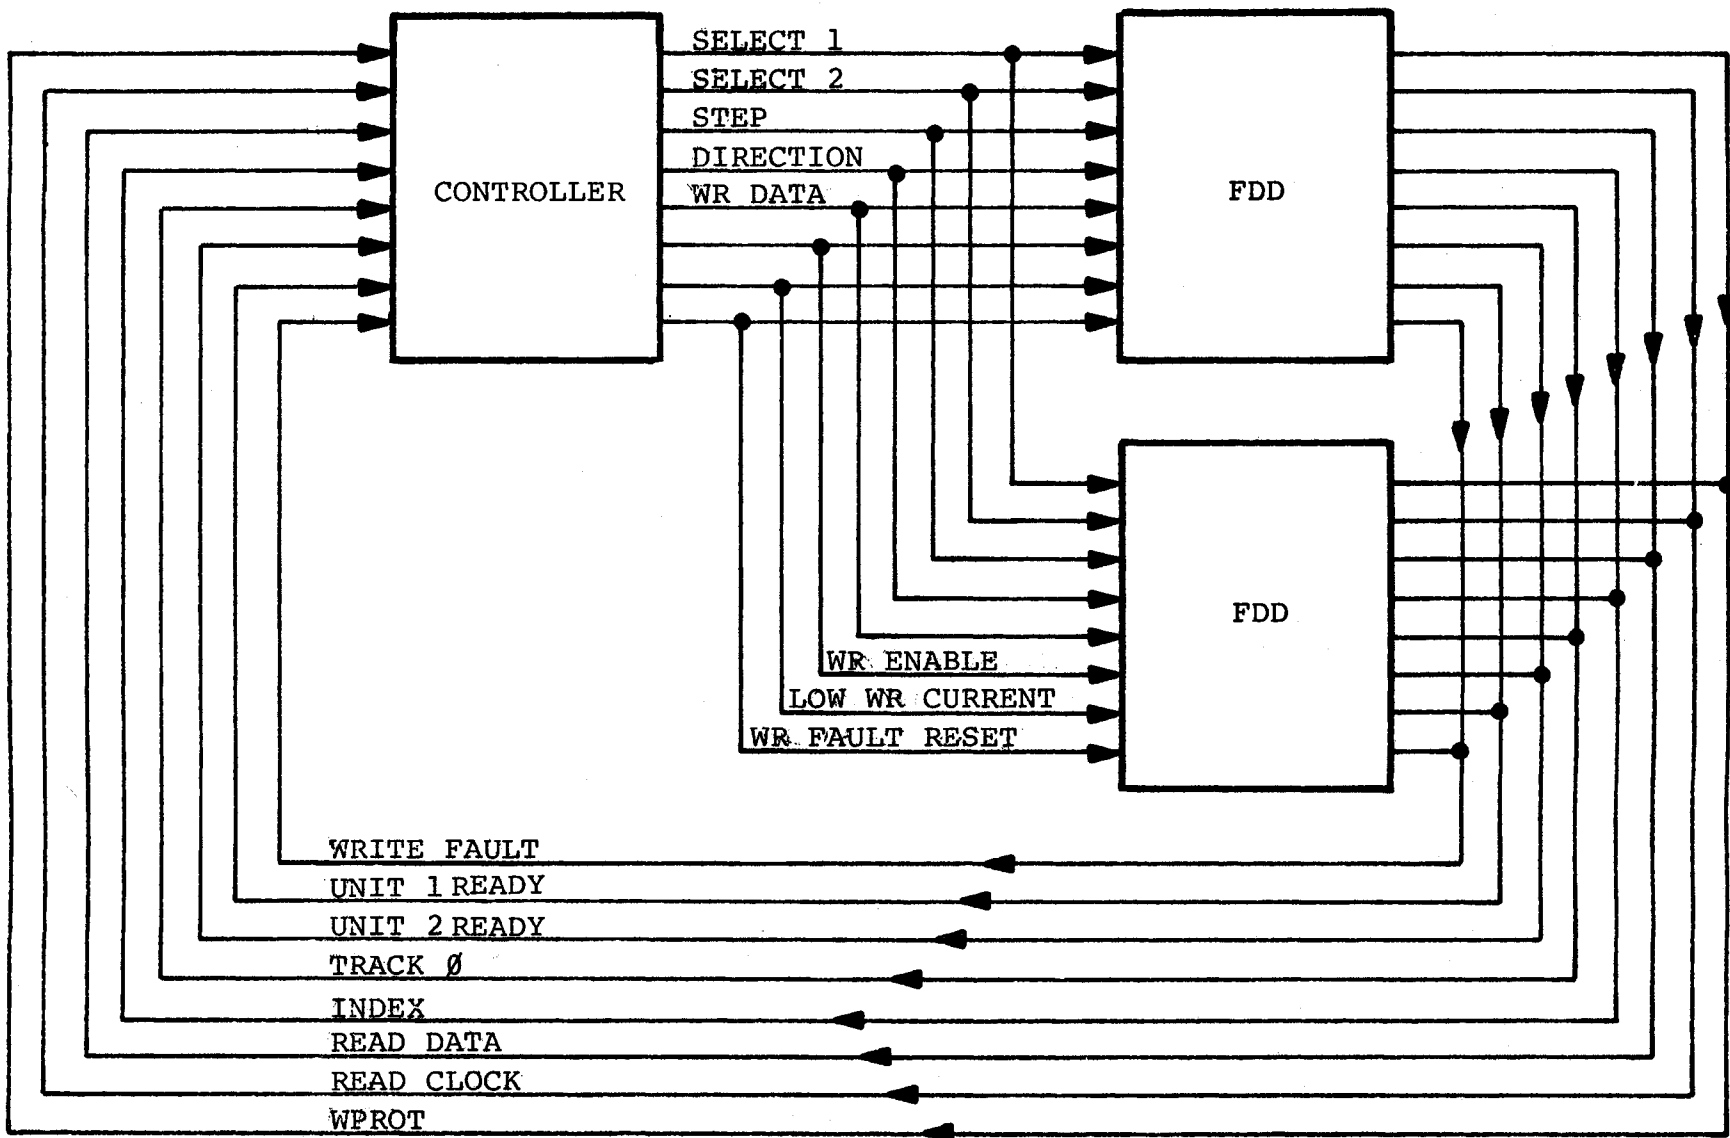 SELECT 1
SELECT 2
STEP
DIRECTION
WR DATA
CONTROLLER
FDD
FDD
WR ENABLE
LOW WR CURRENT
WR FAULT RESET
WRITE FAULT
UNIT 1 READY
UNIT 2 READY
TRACK Ø
INDEX
READ DATA
READ CLOCK
WPROT